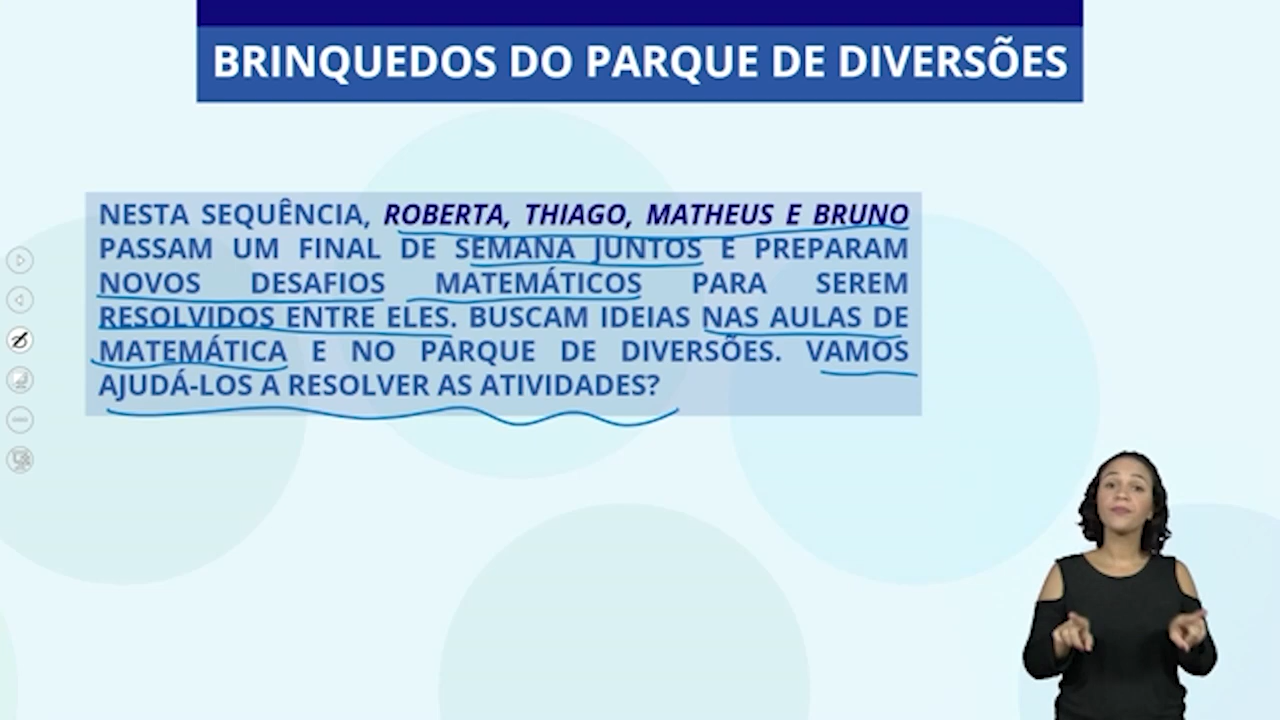 BRINQUEDOS DO PARQUE DE DIVERSÕES
NESTA SEQUÊNCIA, ROBERTA, THIAGO, MATHEUS E BRUNO
PASSAM UM FINAL DE SEMANA JUNTOS E PREPARAM
NOVOS DESAFIOS MATEMÁTICOS PARA SEREM
RESOLVIDOS ENTRE ELES. BUSCAM IDEIAS NAS AULAS DE
MATEMÁTICA E NO PARQUE DE DIVERSÕES. VAMOS
AJUDÁ-LOS A RESOLVER AS ATIVIDADES?